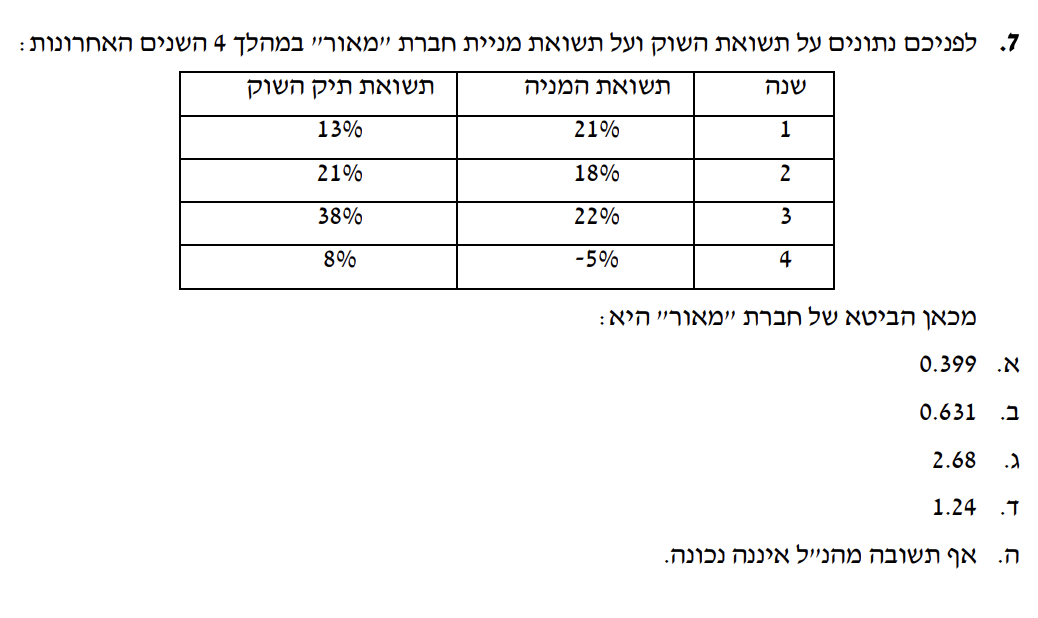 7. לפניכם נתונים על תשואת השוק ועל תשואת מניית חברת "מאור" במהלך 4 השנים האחרונות:
שנה תשואת המניה תשואת תיק השוק
1 21% 13%
2 18% 21%
3 22% 38%
4 -5% 8%
מכאן הביטא של חברת "מאור" היא:
א. 0.399
ב. 0.631
ג. 2.68
ד. 1.24
ה. אף תשובה מהנ"ל איננה נכונה.